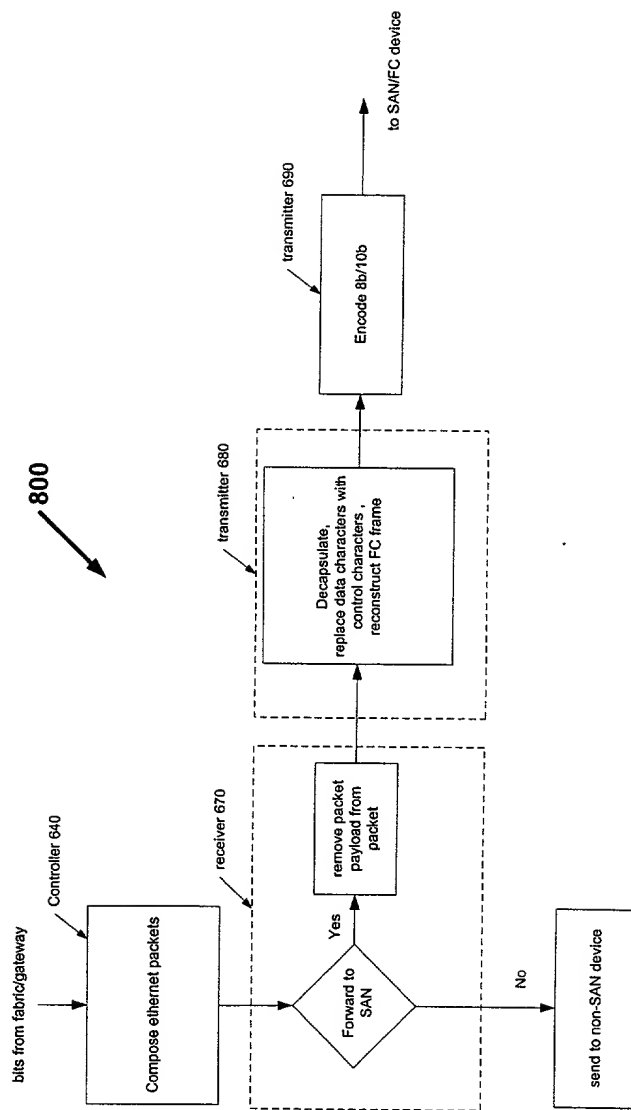 800
bits from fabric/gateway
Controller 640
Compose ethernet packets
receiver 670
Forward to
SAN
Yes
remove packet
payload from
packet
No
send to non-SAN device
transmitter 680
Decapsulate,
replace data characters with
control characters ,
reconstruct FC frame
transmitter 690
Encode 8b/10b
to SAN/FC device